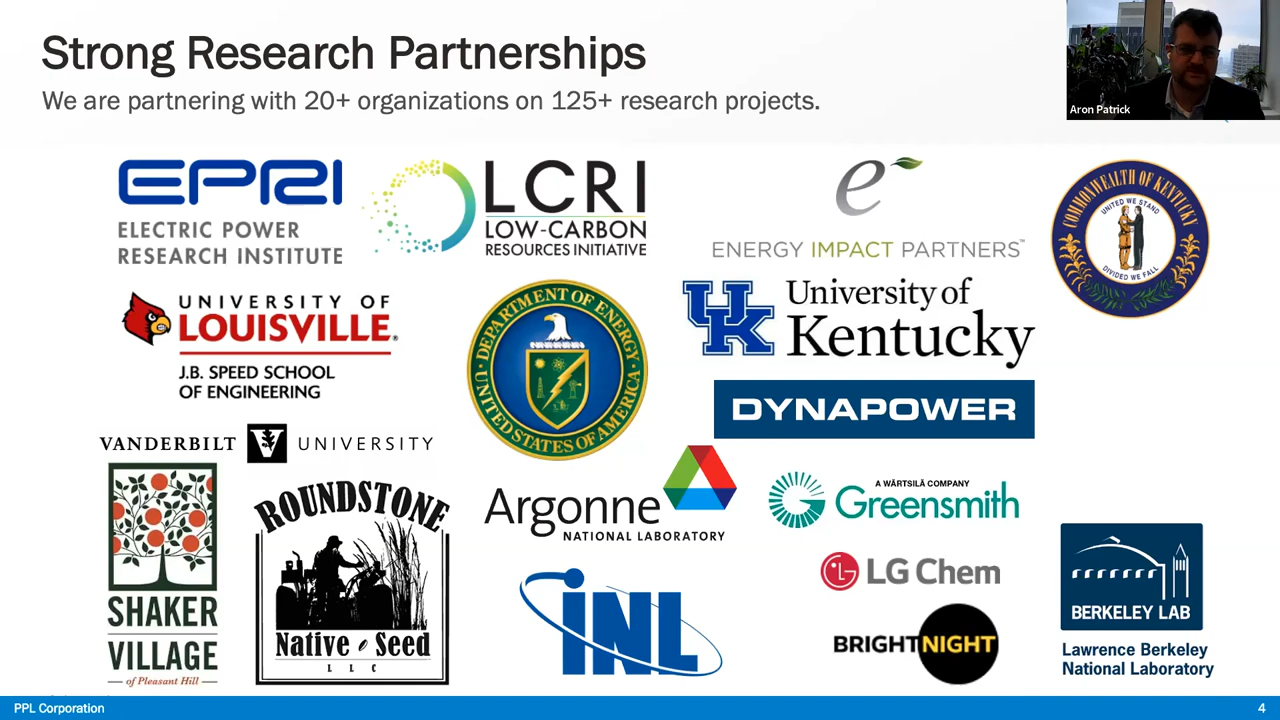 Strong Research Partnerships
We are partnering with 20+ organizations on 125+ research projects.
Aron Patrick
EPRI
ELECTRIC POWER
RESEARCH INSTITUTE
LCRI
LOW-CARBON
RESOURCES INITIATIVE
e
ENERGY IMPACT PARTNERS™
COMMONWEALTH OF KENTUCKY
UNITED WE STAND
DIVIDED WE FALL
UNIVERSITY OF
LOUISVILLE®
J.B. SPEED SCHOOL
OF ENGINEERING
DEPARTMENT OF ENERGY
UNITED STATES OF AMERICA
UK
University of
Kentucky
DYNAPOWER
VANDERBILT V UNIVERSITY
SHAKER
VILLAGE
of Pleasant Hill
ROUNDSTONE
Native e Seed
LLC
Argonne
NATIONAL LABORATORY
A WÄRTSILÄ COMPANY
Greensmith
INL
LG Chem
BRIGHTNIGHT
BERKELEY LAB
Lawrence Berkeley
National Laboratory
PPL Corporation
4